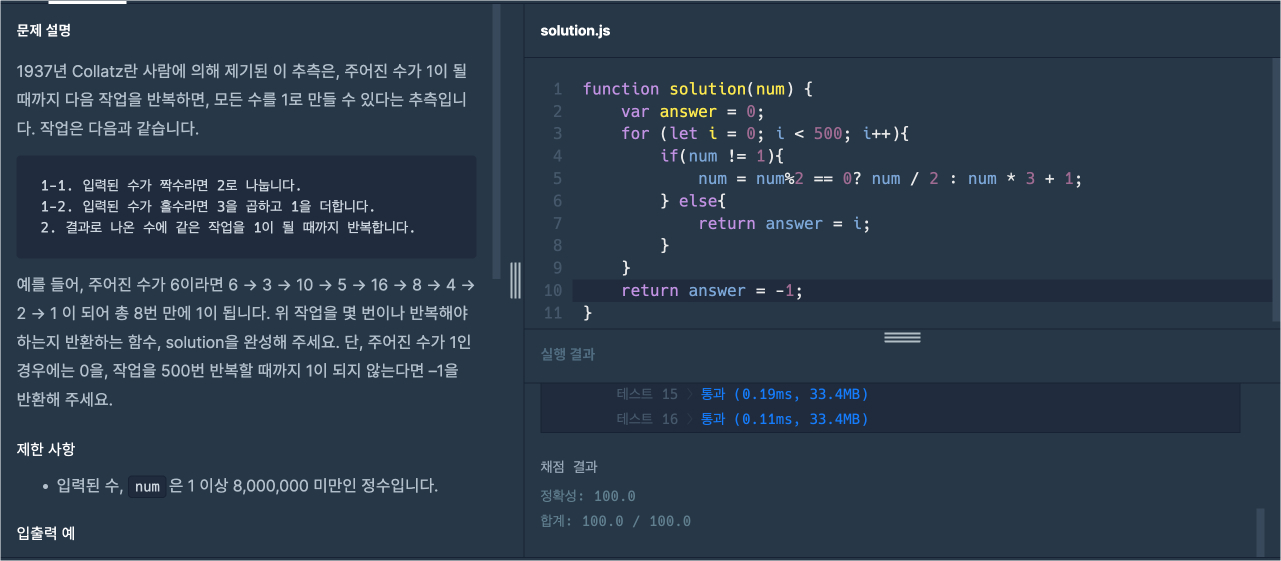 문제 설명
1937년 Collatz란 사람에 의해 제기된 이 추측은, 주어진 수가 1이 될
때까지 다음 작업을 반복하면, 모든 수를 1로 만들 수 있다는 추측입니
다. 작업은 다음과 같습니다.
1-1. 입력된 수가 짝수라면 2로 나눕니다.
1-2. 입력된 수가 홀수라면 3을 곱하고 1을 더합니다.
2. 결과로 나온 수에 같은 작업을 1이 될 때까지 반복합니다.
예를 들어, 주어진 수가 6이라면 6 → 3 → 10 → 5 → 16 → 8 → 4 →
2 → 1 이 되어 총 8번 만에 1이 됩니다. 위 작업을 몇 번이나 반복해야
하는지 반환하는 함수, solution을 완성해 주세요. 단, 주어진 수가 1인
경우에는 0을, 작업을 500번 반복할 때까지 1이 되지 않는다면 –1을
반환해 주세요.
제한 사항
• 입력된 수, num 은 1 이상 8,000,000 미만인 정수입니다.
입출력 예
solution.js
1 function solution(num) {
2     var answer = 0;
3     for (let i = 0; i < 500; i++){
4         if(num != 1){
5             num = num%2 == 0? num / 2 : num * 3 + 1;
6         } else{
7             return answer = i;
8         }
9     }
10     return answer = -1;
11 }
실행 결과
테스트 15 〉 통과 (0.19ms, 33.4MB)
테스트 16 〉 통과 (0.11ms, 33.4MB)
채점 결과
정확성: 100.0
합계: 100.0 / 100.0